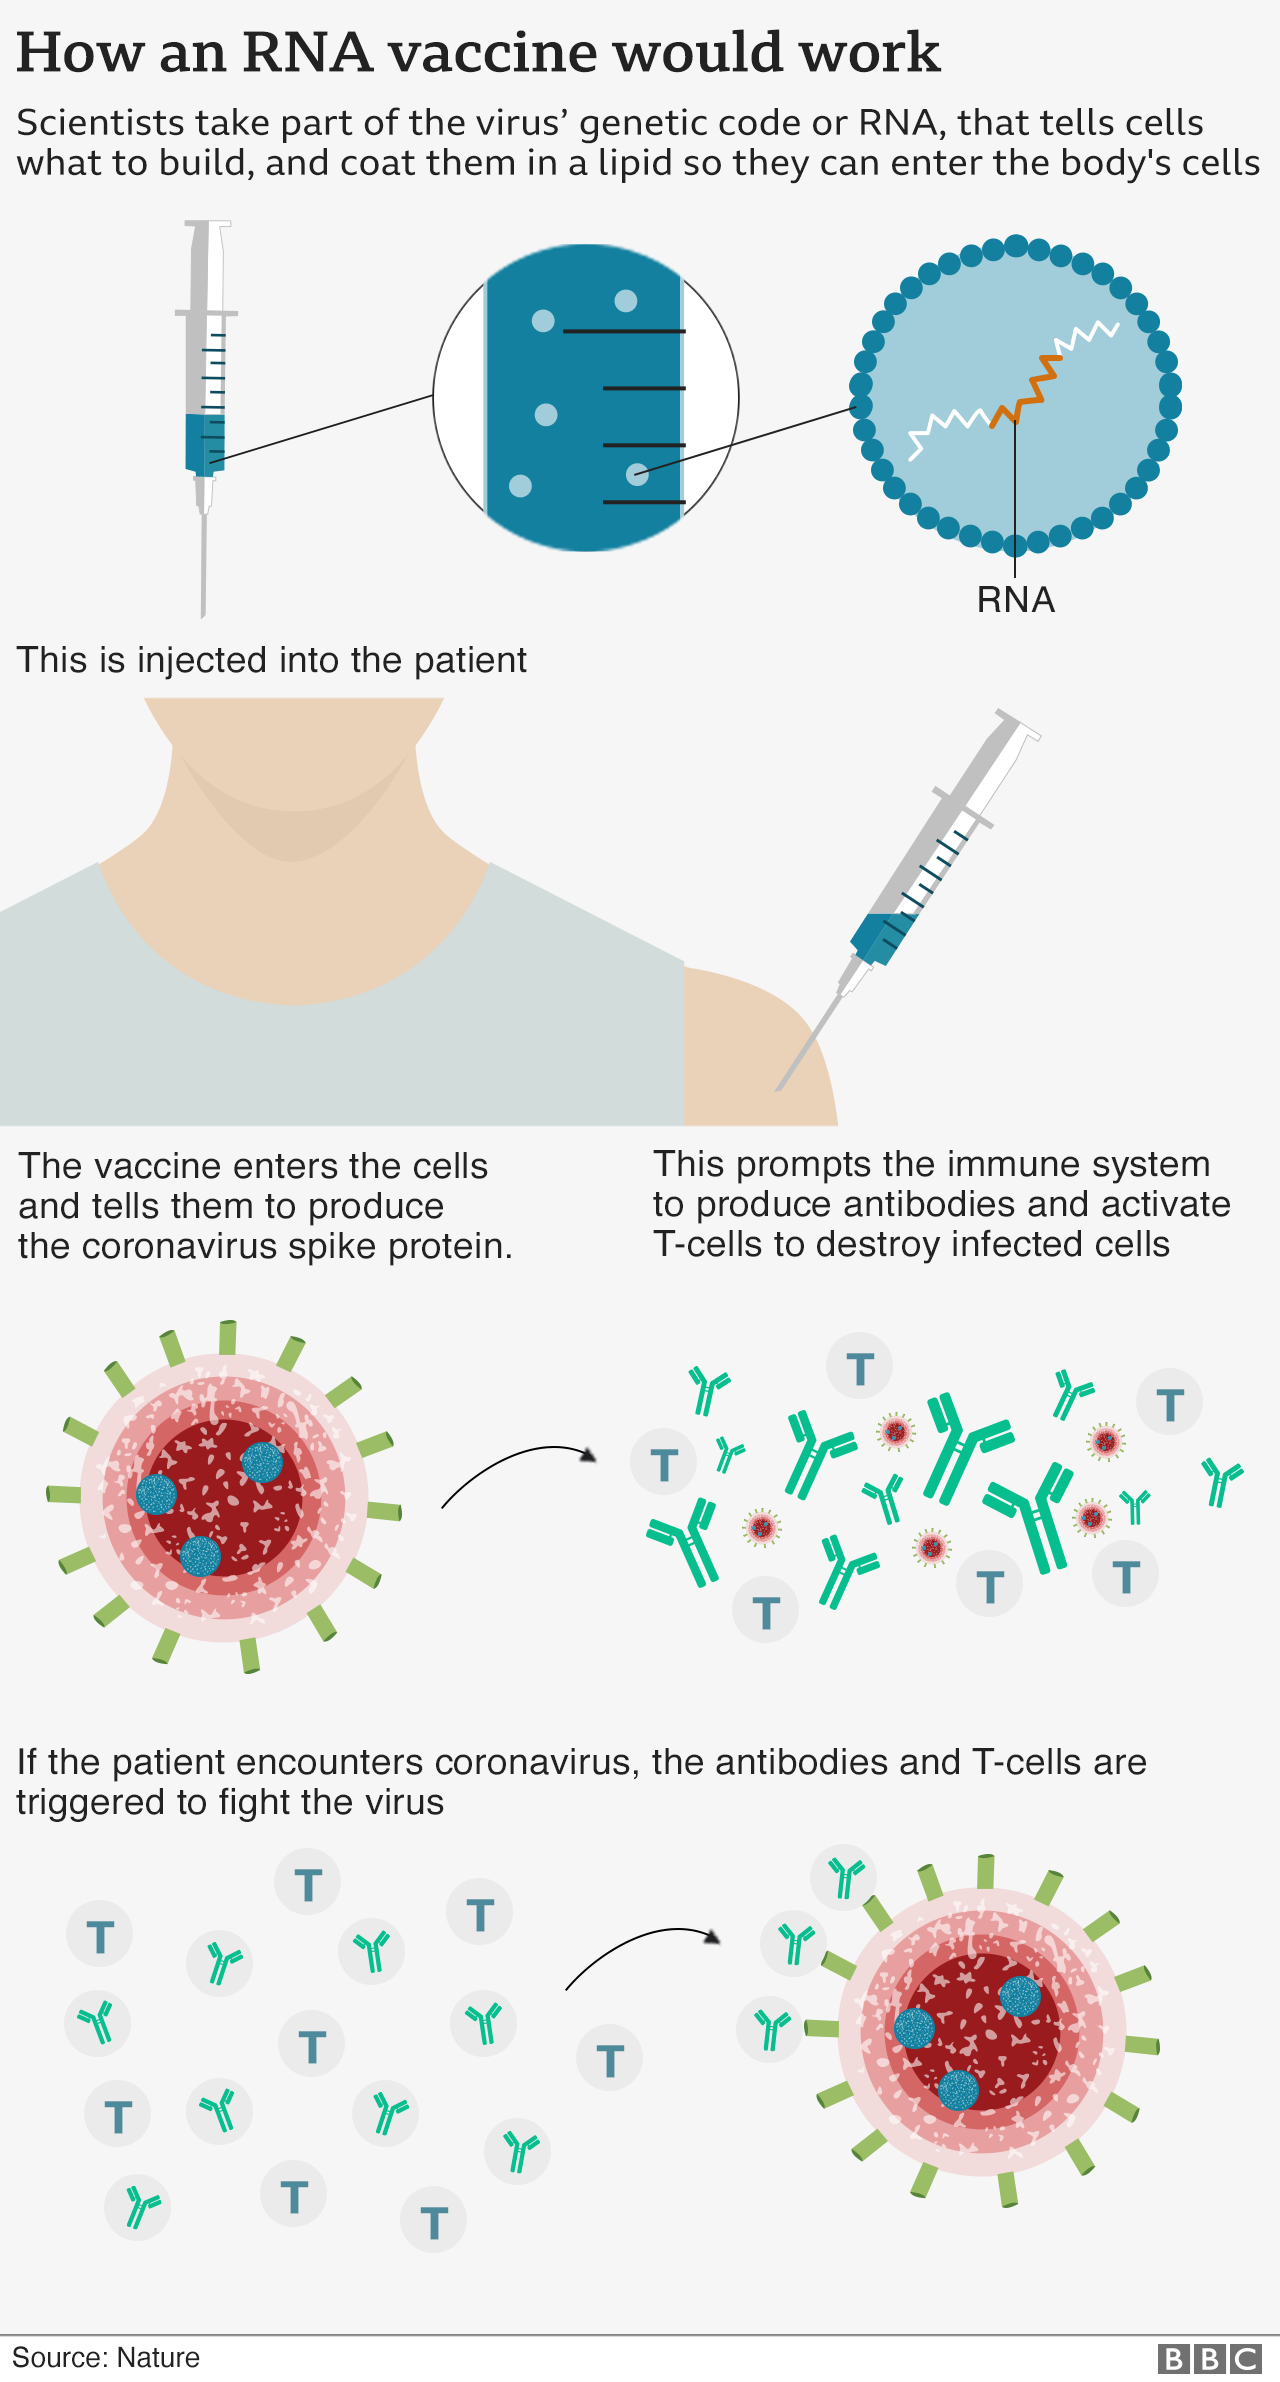 How an RNA vaccine would work
Scientists take part of the virus’ genetic code or RNA, that tells cells
what to build, and coat them in a lipid so they can enter the body's cells
RNA
This is injected into the patient
The vaccine enters the cells
and tells them to produce
the coronavirus spike protein.
This prompts the immune system
to produce antibodies and activate
T-cells to destroy infected cells
T
T
T
T
T
T
If the patient encounters coronavirus, the antibodies and T-cells are
triggered to fight the virus
T
T
T
T
T
T
T
T
Source: Nature
BBC